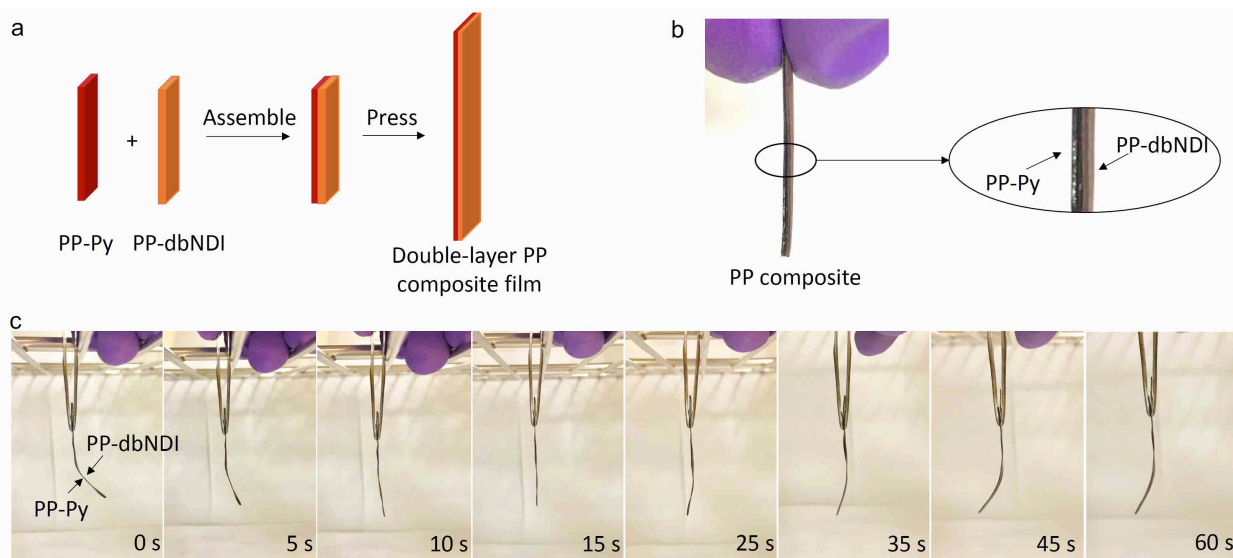 a
Assemble
Press
+
PP-Py
PP-dbNDI
Double-layer PP
composite film
b
PP-Py
PP-dbNDI
PP composite
c
PP-dbNDI
PP-Py
0 s
5 s
10 s
15 s
25 s
35 s
45 s
60 s